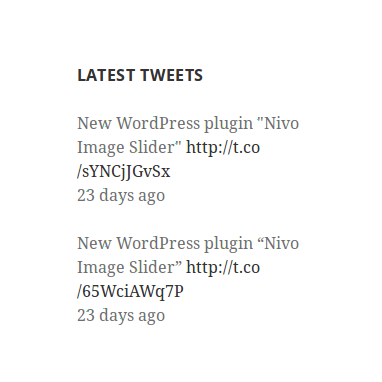 LATEST TWEETS
New WordPress plugin "Nivo
Image Slider" http://t.co
/sYNCjJGvSx
23 days ago
New WordPress plugin “Nivo
Image Slider” http://t.co
/65WciAWq7P
23 days ago